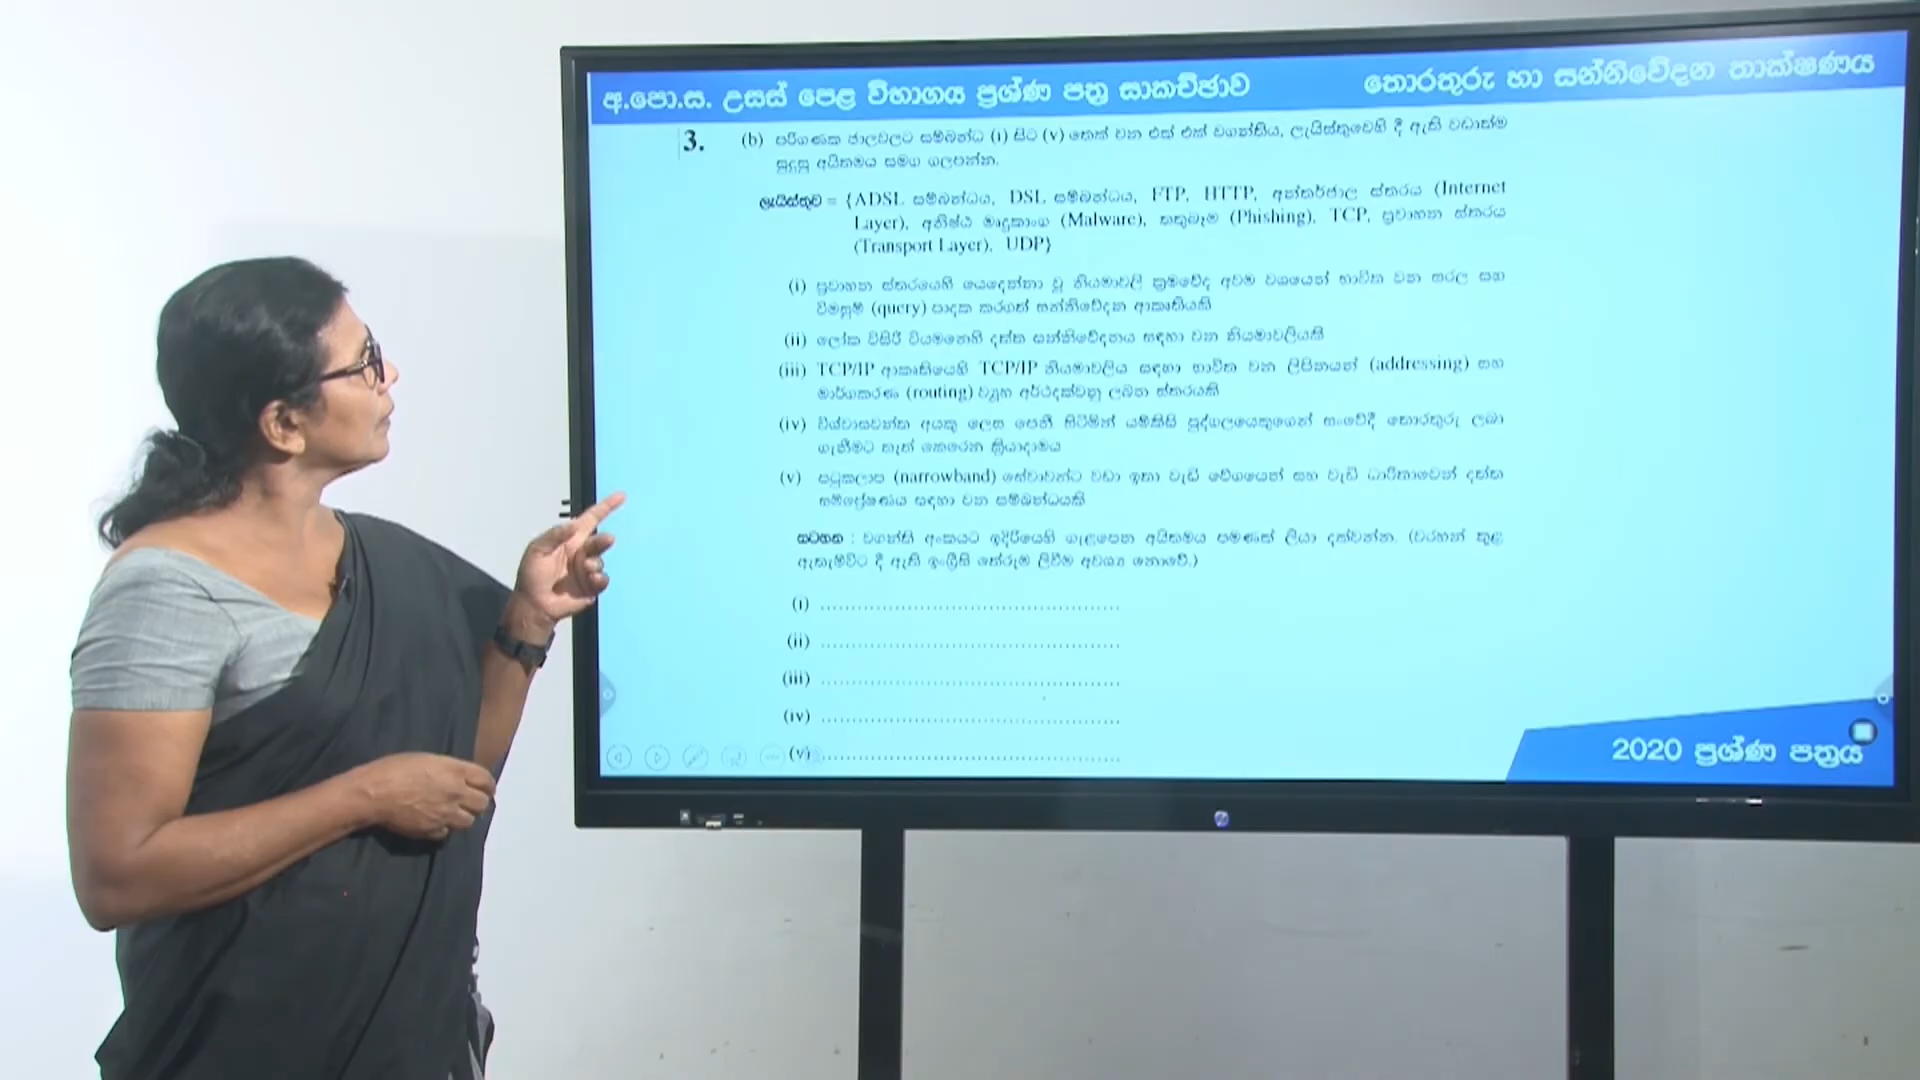 අ.පො.ස. උසස් පෙළ විභාගය ප්‍රශ්ණ පත්‍ර සාකච්ඡාව
තොරතුරු හා සන්නිවේදන තාක්ෂණය
3. (b) පරිගණක ජාලවලට සම්බන්ධ (i) සිට (v) තෙක් වන එක් එක් වගන්තිය, ලැයිස්තුවෙහි දී ඇති වඩාත්ම
සුදුසු අයිතමය සමග ගලපන්න.
ලැයිස්තුව = {ADSL සම්බන්ධය, DSL සම්බන්ධය, FTP, HTTP, අන්තර්ජාල ස්තරය (Internet
Layer), අනිෂ්ඨ මෘදුකාංග (Malware), තතුබෑම (Phishing), TCP, ප්‍රවාහන ස්තරය
(Transport Layer), UDP}
(i) ප්‍රවාහන ස්තරයෙහි යෙදෙන්නා වූ නියමාවලි ක්‍රමවේද අවම වශයෙන් භාවිත වන සරල සහ
විමසුම් (query) පාදක කරගත් සන්නිවේදන ආකෘතියකි
(ii) ලෝක විසිරි වියමනෙහි දත්ත සන්නිවේදනය සඳහා වන නියමාවලියකි
(iii) TCP/IP ආකෘතියෙහි TCP/IP නියමාවලිය සඳහා භාවිත වන ලිපිනයන් (addressing) සහ
මාර්ගකරණ (routing) ව්‍යුහ අර්ථදක්වනු ලබන ස්තරයකි
(iv) විශ්වාසවන්ත අයකු ලෙස පෙනී සිටිමින් යම්කිසි පුද්ගලයෙකුගෙන් සංවේදී තොරතුරු ලබා
ගැනීමට තැත් කෙරෙන ක්‍රියාදාමය
(v) පටුකලාප (narrowband) සේවාවන්ට වඩා ඉතා වැඩි වේගයෙන් සහ වැඩි ධාරිතාවෙන් දත්ත
සම්ප්‍රේෂණය සඳහා වන සම්බන්ධයකි
සටහන : වගන්ති අංකයට ඉදිරියෙහි ගැළපෙන අයිතමය පමණක් ලියා දක්වන්න. (වරහන් තුළ
ඇතැම්විට දී ඇති ඉංග්‍රීසි තේරුම ලිවීම අවශ්‍ය නොවේ.)
(i) ..................................................
(ii) ..................................................
(iii) ..................................................
(iv) ..................................................
(v) ..................................................
2020 ප්‍රශ්ණ පත්‍රය